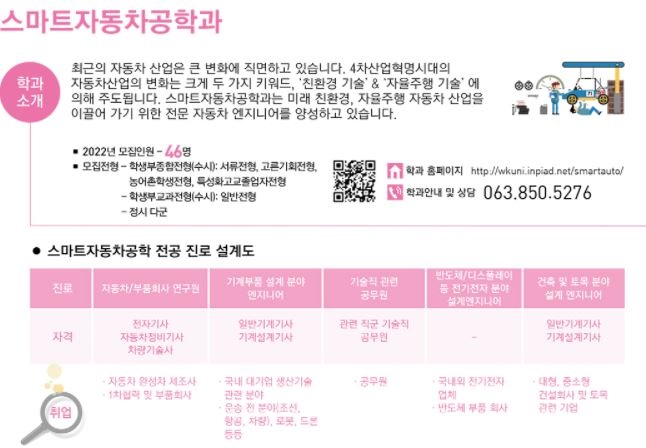 스마트자동차공학과
학과
소개
최근의 자동차 산업은 큰 변화에 직면하고 있습니다. 4차산업혁명시대의
자동차산업의 변화는 크게 두 가지 키워드, '친환경 기술' & '자율주행 기술' 에
의해 주도됩니다. 스마트자동차공학과는 미래 친환경, 자율주행 자동차 산업을
이끌어 가기 위한 전문 자동차 엔지니어를 양성하고 있습니다.
■ 2022년 모집인원 – 46명
■ 모집전형 – 학생부종합전형(수시): 서류전형, 고른기회전형,
농어촌학생전형, 특성화고교졸업자전형
– 학생부교과전형(수시): 일반전형
– 정시 다군
학과 홈페이지 http://wkuni.inpiad.net/smartauto/
학과안내 및 상담 063.850.5276
● 스마트자동차공학 전공 진로 설계도
진로
자동차/부품회사 연구원
기계부품 설계 분야
엔지니어
기술직 관련
공무원
반도체/디스플레이
등 전기전자 분야
설계엔지니어
건축 및 토목 분야
설계 엔지니어
자격
전자기사
자동차정비기사
차량기술사
일반기계기사
기계설계기사
관련 직군 기술직
공무원
–
일반기계기사
기계설계기사
취업
· 자동차 완성차 제조사
· 1차협력 및 부품회사
· 국내 대기업 생산기술
관련 분야
· 운송 전 분야(조선,
항공, 차량), 로봇, 드론
등등
· 공무원
· 국내외 전기전자
업체
· 반도체 부품 회사
· 대형, 중소형
건설회사 및 토목
관련 기업